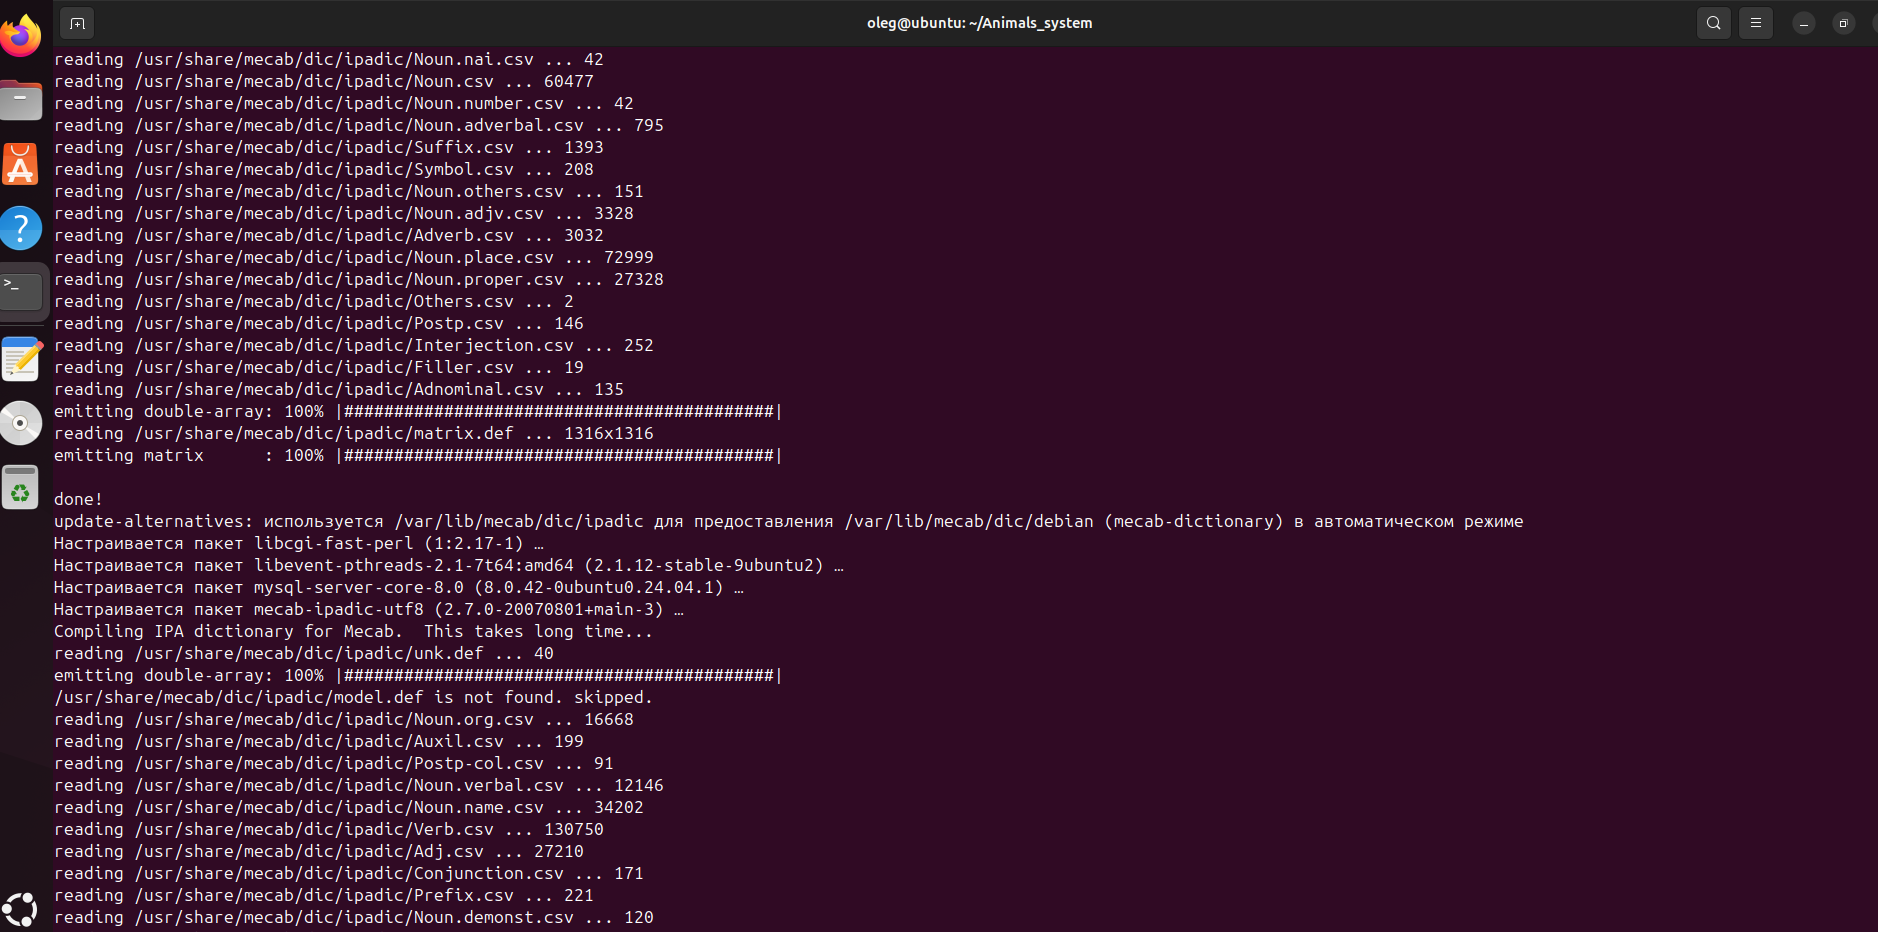 oleg@ubuntu: ~/Animals_system
reading /usr/share/mecab/dic/ipadic/Noun.nai.csv ... 42
reading /usr/share/mecab/dic/ipadic/Noun.csv ... 60477
reading /usr/share/mecab/dic/ipadic/Noun.number.csv ... 42
reading /usr/share/mecab/dic/ipadic/Noun.adverbal.csv ... 795
reading /usr/share/mecab/dic/ipadic/Suffix.csv ... 1393
reading /usr/share/mecab/dic/ipadic/Symbol.csv ... 208
reading /usr/share/mecab/dic/ipadic/Noun.others.csv ... 151
reading /usr/share/mecab/dic/ipadic/Noun.adjv.csv ... 3328
reading /usr/share/mecab/dic/ipadic/Adverb.csv ... 3032
reading /usr/share/mecab/dic/ipadic/Noun.place.csv ... 72999
reading /usr/share/mecab/dic/ipadic/Noun.proper.csv ... 27328
reading /usr/share/mecab/dic/ipadic/Others.csv ... 2
reading /usr/share/mecab/dic/ipadic/Postp.csv ... 146
reading /usr/share/mecab/dic/ipadic/Interjection.csv ... 252
reading /usr/share/mecab/dic/ipadic/Filler.csv ... 19
reading /usr/share/mecab/dic/ipadic/Adnominal.csv ... 135
emitting double-array: 100% |###########################################|
reading /usr/share/mecab/dic/ipadic/matrix.def ... 1316x1316
emitting matrix      : 100% |###########################################|
done!
update-alternatives: используется /var/lib/mecab/dic/ipadic для предоставления /var/lib/mecab/dic/debian (mecab-dictionary) в автоматическом режиме
Настраивается пакет libcgi-fast-perl (1:2.17-1) …
Настраивается пакет libevent-pthreads-2.1-7t64:amd64 (2.1.12-stable-9ubuntu2) …
Настраивается пакет mysql-server-core-8.0 (8.0.42-0ubuntu0.24.04.1) …
Настраивается пакет mecab-ipadic-utf8 (2.7.0-20070801+main-3) …
Compiling IPA dictionary for Mecab.  This takes long time...
reading /usr/share/mecab/dic/ipadic/unk.def ... 40
emitting double-array: 100% |###########################################|
/usr/share/mecab/dic/ipadic/model.def is not found. skipped.
reading /usr/share/mecab/dic/ipadic/Noun.org.csv ... 16668
reading /usr/share/mecab/dic/ipadic/Auxil.csv ... 199
reading /usr/share/mecab/dic/ipadic/Postp-col.csv ... 91
reading /usr/share/mecab/dic/ipadic/Noun.verbal.csv ... 12146
reading /usr/share/mecab/dic/ipadic/Noun.name.csv ... 34202
reading /usr/share/mecab/dic/ipadic/Verb.csv ... 130750
reading /usr/share/mecab/dic/ipadic/Adj.csv ... 27210
reading /usr/share/mecab/dic/ipadic/Conjunction.csv ... 171
reading /usr/share/mecab/dic/ipadic/Prefix.csv ... 221
reading /usr/share/mecab/dic/ipadic/Noun.demonst.csv ... 120